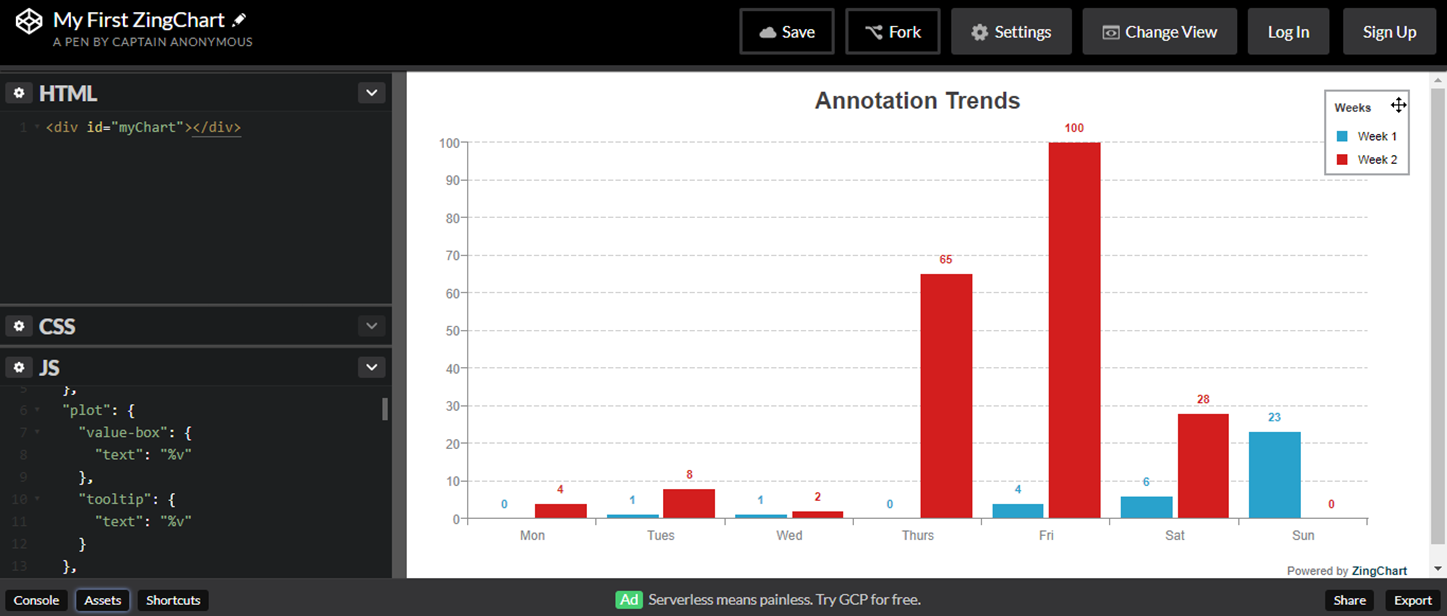 My First ZingChart
A PEN BY CAPTAIN ANONYMOUS
Save
Fork
Settings
Change View
Log In
Sign Up
HTML
1 <div id="myChart"></div>
CSS
JS
5 },
6 "plot": {
7 "value-box": {
8 "text": "%v"
9 },
10 "tooltip": {
11 "text": "%v"
12 }
13 },
Annotation Trends
Weeks
Week 1
Week 2
100
90
80
70
60
50
40
30
20
10
0
0 4
1 8
1 2
0 65
4 100
6 28
23 0
Mon Tues Wed Thurs Fri Sat Sun
Powered by ZingChart
Console Assets Shortcuts
Ad Serverless means painless. Try GCP for free.
Share Export